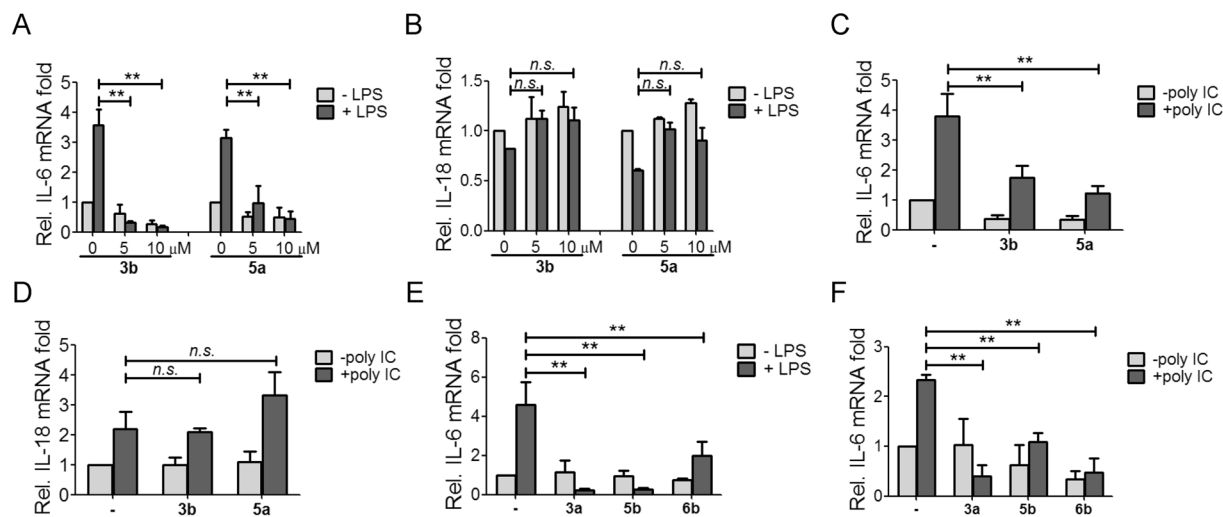 A
Rel. IL-6 mRNA fold
5
4
3
2
1
0
**
**
**
**
- LPS
+ LPS
0 5 10 μM 0 5 10 μM
3b 5a
B
Rel. IL-18 mRNA fold
1.5
1.0
0.5
0.0
n.s.
n.s.
n.s.
n.s.
- LPS
+ LPS
0 5 10 μM 0 5 10 μM
3b 5a
C
Rel. IL-6 mRNA fold
5
4
3
2
1
0
**
**
-poly IC
+poly IC
- 3b 5a
D
Rel. IL-18 mRNA fold
5
4
3
2
1
0
n.s.
n.s.
-poly IC
+poly IC
- 3b 5a
E
Rel. IL-6 mRNA fold
8
6
4
2
0
**
**
**
- LPS
+ LPS
- 3a 5b 6b
F
Rel. IL-6 mRNA fold
3
2
1
0
**
**
**
-poly IC
+poly IC
- 3a 5b 6b